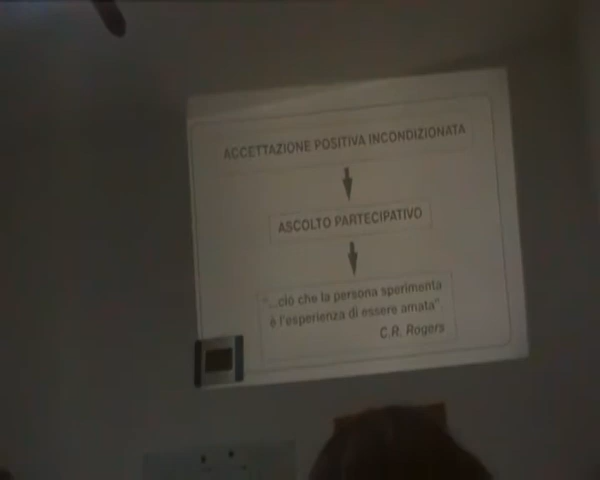 ACCETTAZIONE POSITIVA INCONDIZIONATA
ASCOLTO PARTECIPATIVO
"...ciò che la persona sperimenta
è l'esperienza di essere amata"
C.R. Rogers